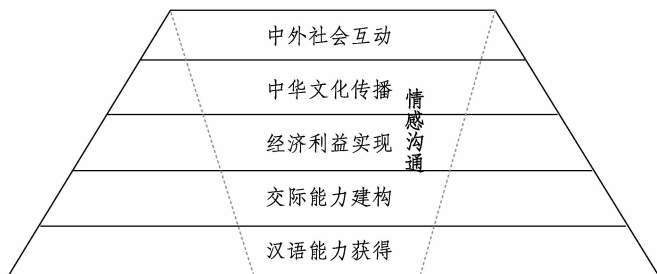 中外社会互动
中华文化传播
经济利益实现
交际能力建构
汉语能力获得
情感沟通